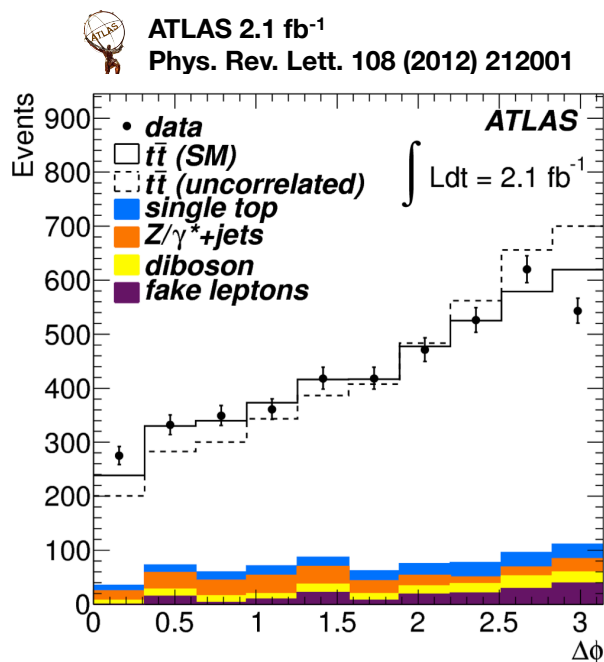 ATLAS
ATLAS 2.1 fb-1
Phys. Rev. Lett. 108 (2012) 212001
Events
900
800
700
600
500
400
300
200
100
0
data
tt̄ (SM)
tt̄ (uncorrelated)
single top
Z/γ*+jets
diboson
fake leptons
ATLAS
∫ Ldt = 2.1 fb-1
0 0.5 1 1.5 2 2.5 3
Δϕ